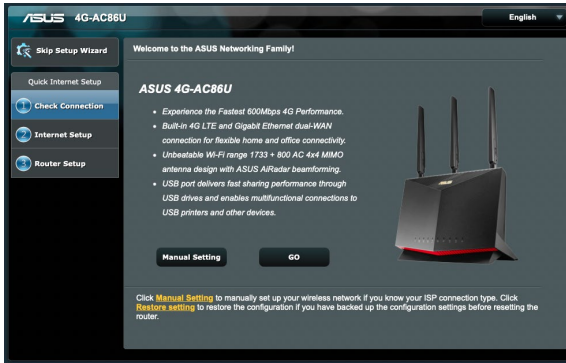 ASUS 4G-AC86U
English
Skip Setup Wizard
Welcome to the ASUS Networking Family!
Quick Internet Setup
1 Check Connection
2 Internet Setup
3 Router Setup
ASUS 4G-AC86U
• Experience the Fastest 600Mbps 4G Performance.
• Built-in 4G LTE and Gigabit Ethernet dual-WAN
connection for flexible home and office connectivity.
• Unbeatable Wi-Fi range 1733 + 800 AC 4x4 MIMO
antenna design with ASUS AiRadar beamforming.
• USB port delivers fast sharing performance through
USB drives and enables multifunctional connections to
USB printers and other devices.
Manual Setting
GO
Click Manual Setting to manually set up your wireless network if you know your ISP connection type. Click
Restore setting to restore the configuration if you have backed up the configuration settings before resetting the
router.